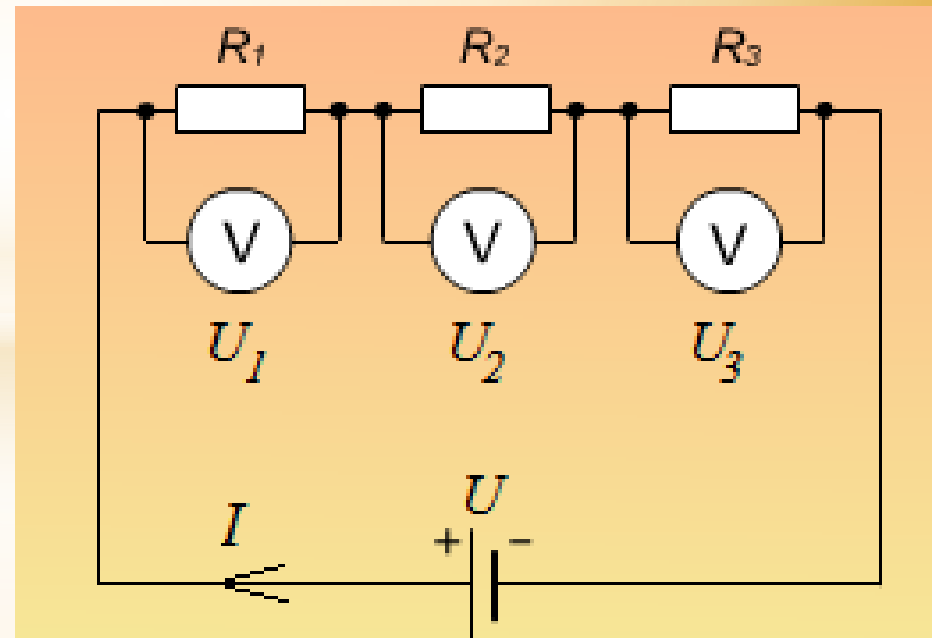 R₁ R₂ R₃
V V V
U₁ U₂ U₃
U
I + −